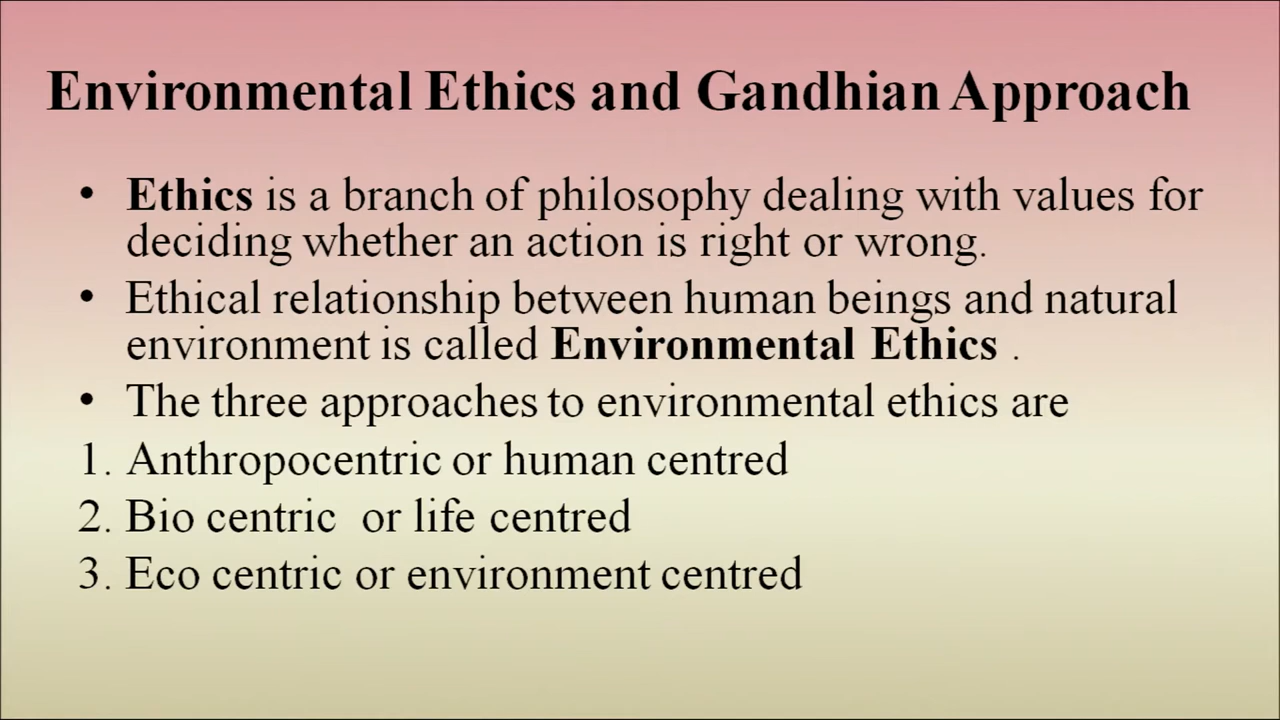 Environmental Ethics and Gandhian Approach
• Ethics is a branch of philosophy dealing with values for
deciding whether an action is right or wrong.
• Ethical relationship between human beings and natural
environment is called Environmental Ethics .
• The three approaches to environmental ethics are
1. Anthropocentric or human centred
2. Bio centric or life centred
3. Eco centric or environment centred